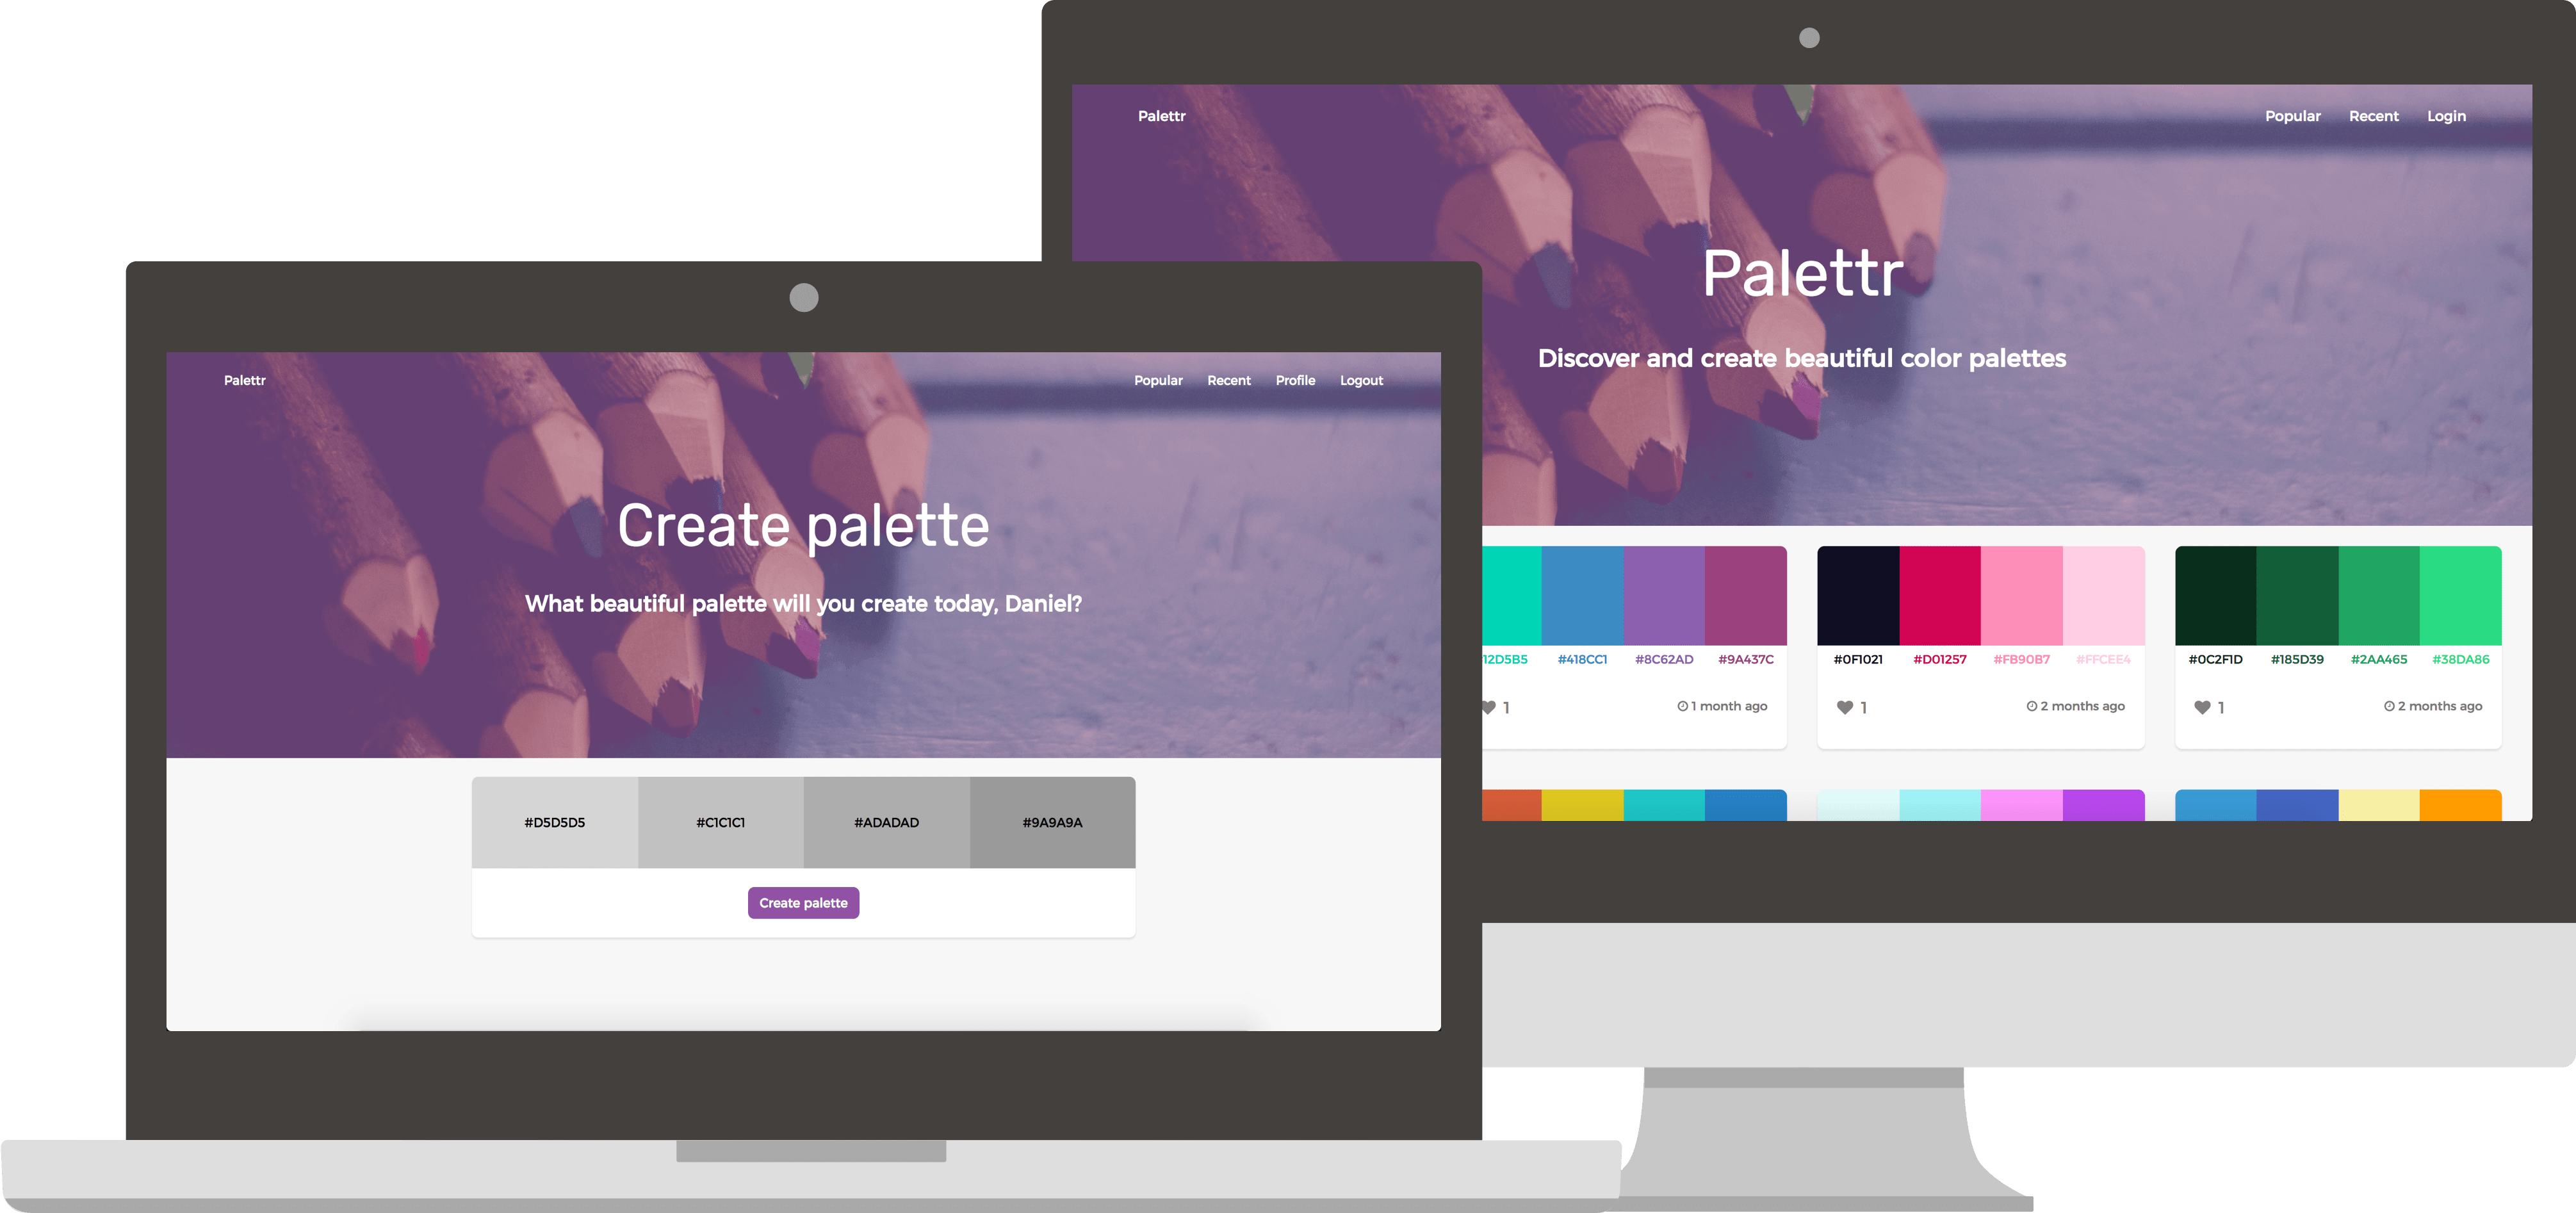 Palettr
Popular Recent Login
Palettr
Discover and create beautiful color palettes
12D5B5 #418CC1 #8C62AD #9A437C
#0F1021 #D01257 #FB90B7 #FFCEE4
#0C2F1D #185D39 #2AA465 #38DA86
1 1 month ago
1 2 months ago
1 2 months ago
Palettr
Popular Recent Profile Logout
Create palette
What beautiful palette will you create today, Daniel?
#D5D5D5 #C1C1C1 #ADADAD #9A9A9A
Create palette